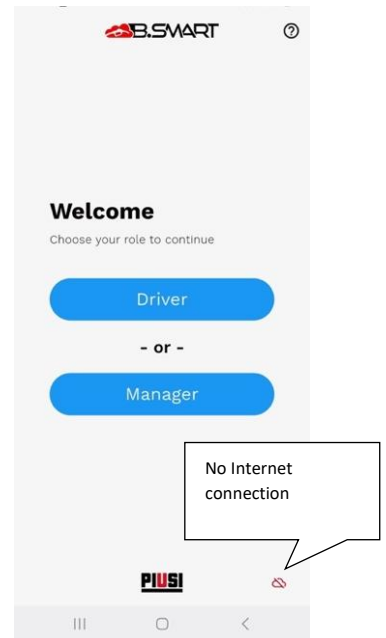 B.SMART
Welcome
Choose your role to continue
Driver
- or -
Manager
No Internet
connection
PIUSI